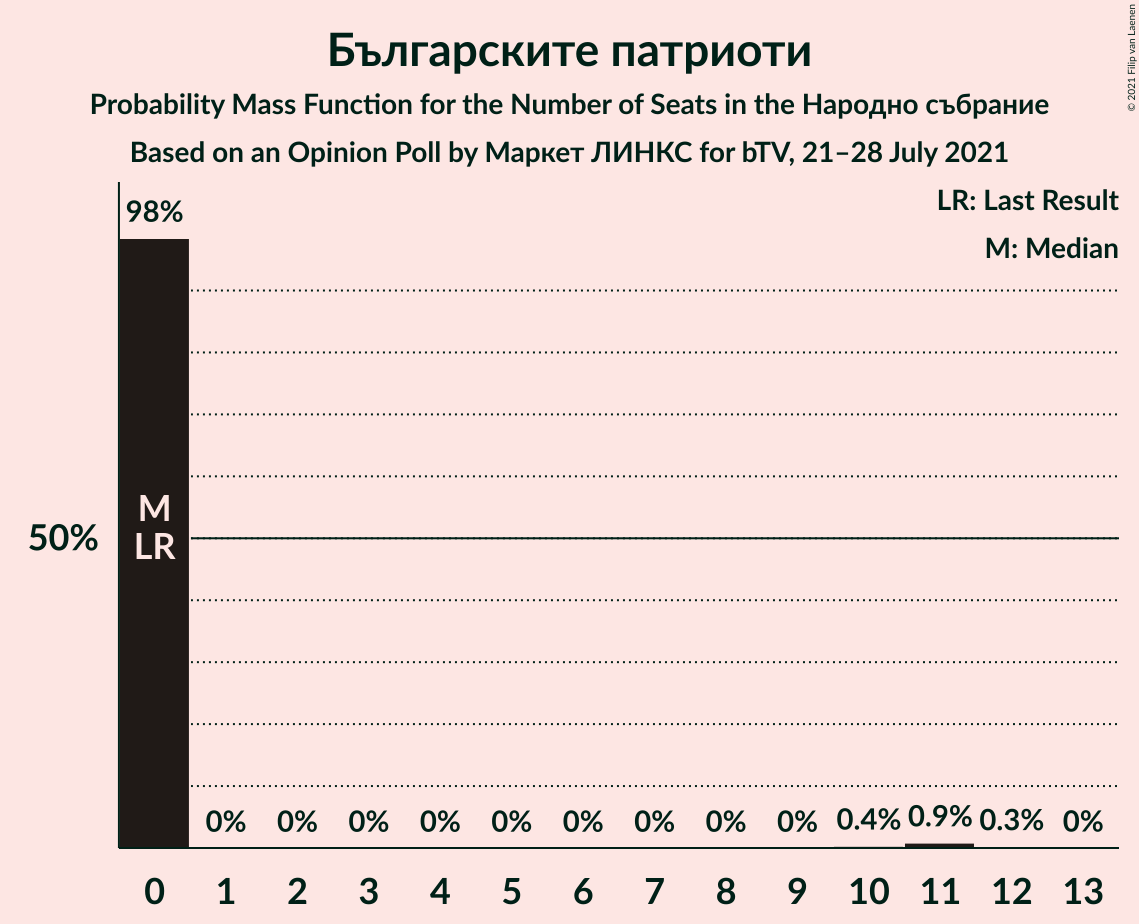 Българските патриоти
Probability Mass Function for the Number of Seats in the Народно събрание
Based on an Opinion Poll by Маркет ЛИНКС for bTV, 21–28 July 2021
© 2021 Filip van Laenen
LR: Last Result
M: Median
98%
M
LR
50%
0% 0% 0% 0% 0% 0% 0% 0% 0% 0.4% 0.9% 0.3% 0%
0 1 2 3 4 5 6 7 8 9 10 11 12 13